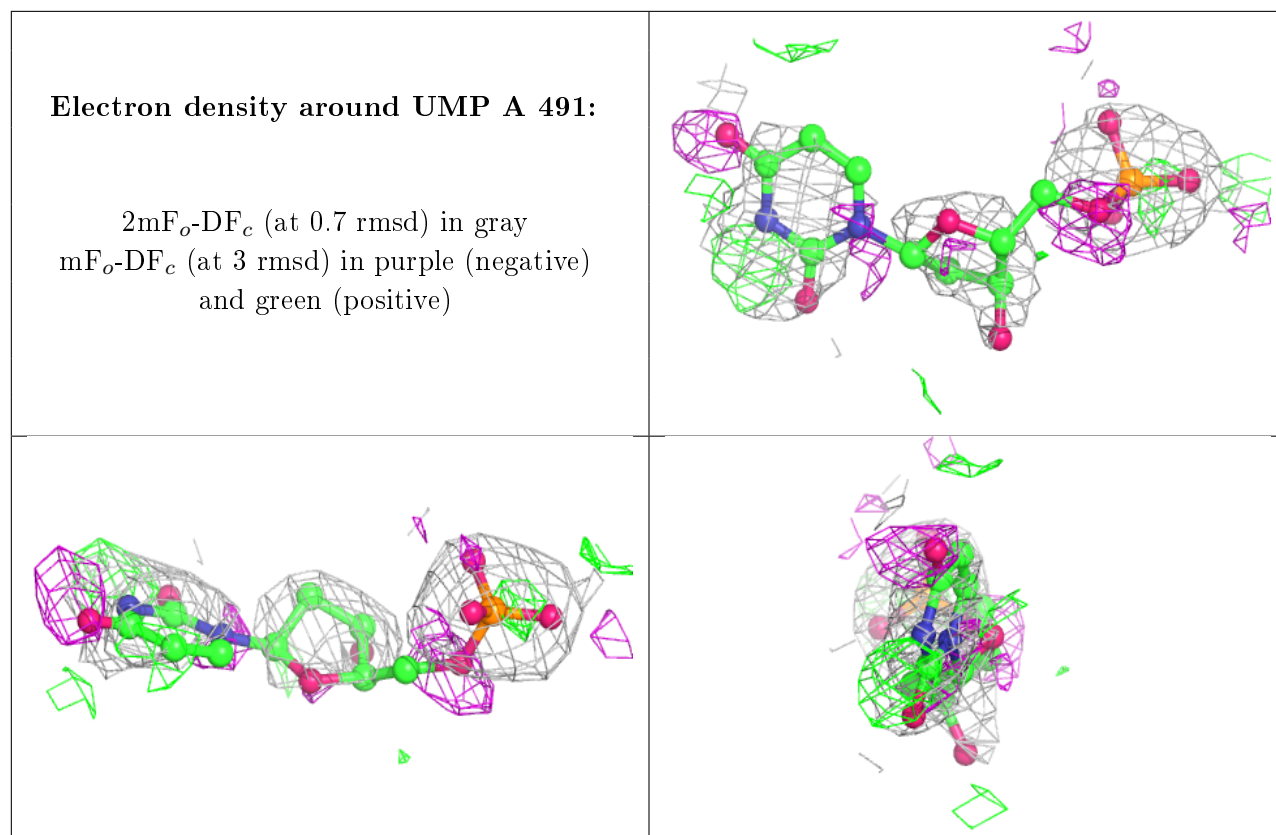 Electron density around UMP A 491:
2mFₒ-DF𝒸 (at 0.7 rmsd) in gray
mFₒ-DF𝒸 (at 3 rmsd) in purple (negative)
and green (positive)